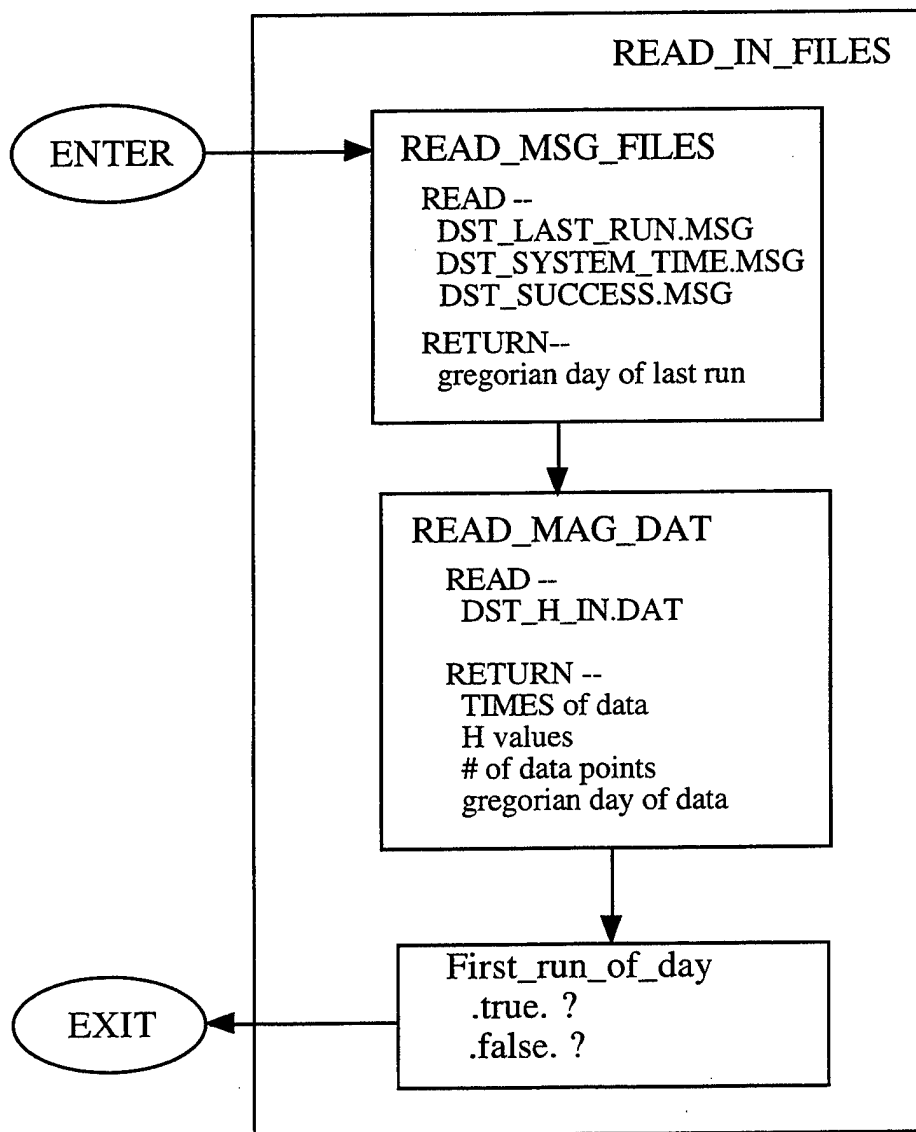 READ_IN_FILES
ENTER
READ_MSG_FILES
READ --
DST_LAST_RUN.MSG
DST_SYSTEM_TIME.MSG
DST_SUCCESS.MSG
RETURN--
gregorian day of last run
READ_MAG_DAT
READ --
DST_H_IN.DAT
RETURN --
TIMES of data
H values
# of data points
gregorian day of data
First_run_of_day
.true. ?
.false. ?
EXIT